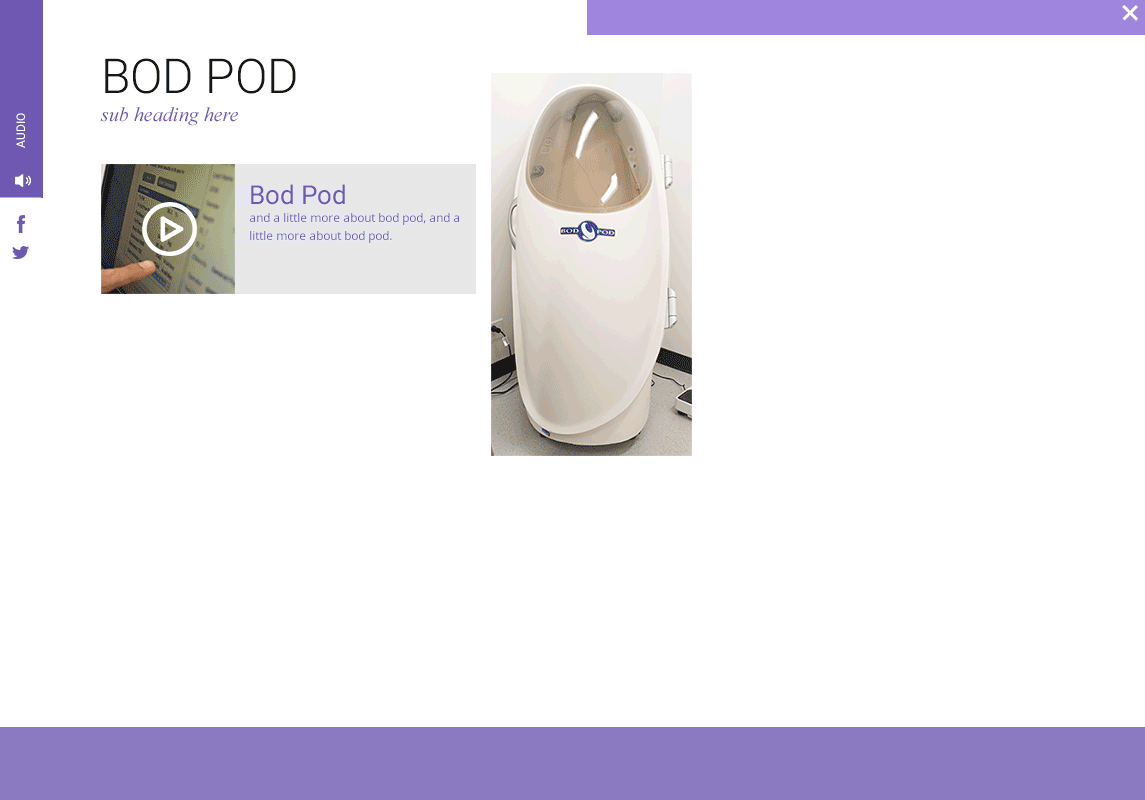 AUDIO
BOD POD
sub heading here
Bod Pod
and a little more about bod pod, and a
little more about bod pod.
BOD POD